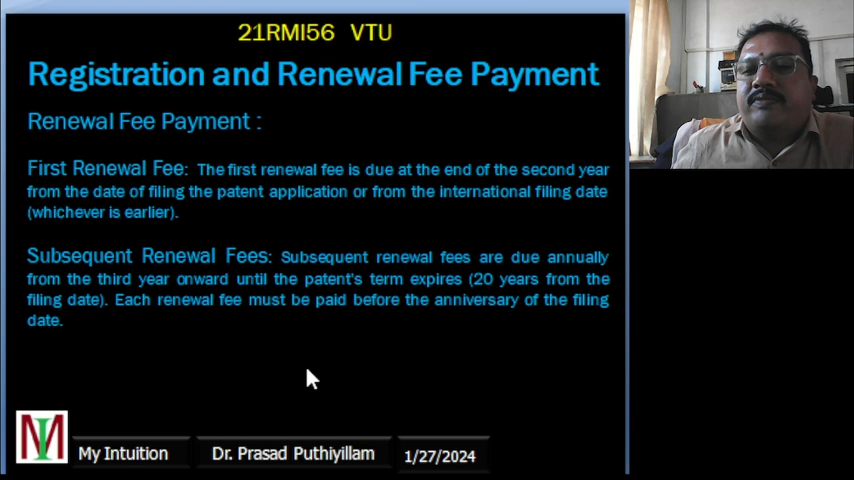 21RMI56 VTU
Registration and Renewal Fee Payment
Renewal Fee Payment :
First Renewal Fee: The first renewal fee is due at the end of the second year
from the date of filing the patent application or from the international filing date
(whichever is earlier).
Subsequent Renewal Fees: Subsequent renewal fees are due annually
from the third year onward until the patent's term expires (20 years from the
filing date). Each renewal fee must be paid before the anniversary of the filing
date.
MI
My Intuition
Dr. Prasad Puthiyillam
1/27/2024